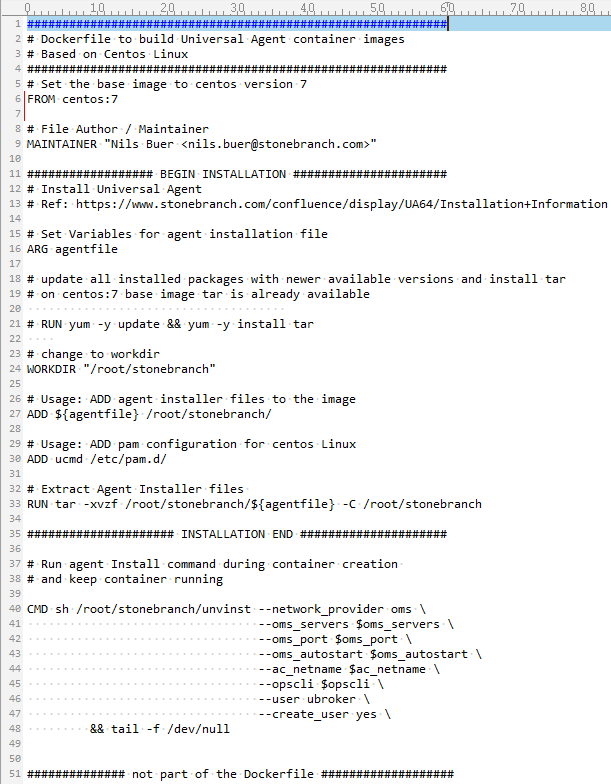 0 10 20 30 40 50 60 70 80
1 ############################################################
2 # Dockerfile to build Universal Agent container images
3 # Based on Centos Linux
4 ############################################################
5 # Set the base image to centos version 7
6 FROM centos:7
7
8 # File Author / Maintainer
9 MAINTAINER "Nils Buer <nils.buer@stonebranch.com>"
10
11 ################## BEGIN INSTALLATION ######################
12 # Install Universal Agent
13 # Ref: https://www.stonebranch.com/confluence/display/UA64/Installation+Information
14
15 # Set Variables for agent installation file
16 ARG agentfile
17
18 # update all installed packages with newer available versions and install tar
19 # on centos:7 base image tar is already available
20
21 # RUN yum -y update && yum -y install tar
22
23 # change to workdir
24 WORKDIR "/root/stonebranch"
25
26 # Usage: ADD agent installer files to the image
27 ADD ${agentfile} /root/stonebranch/
28
29 # Usage: ADD pam configuration for centos Linux
30 ADD ucmd /etc/pam.d/
31
32 # Extract Agent Installer files
33 RUN tar -xvzf /root/stonebranch/${agentfile} -C /root/stonebranch
34
35 ##################### INSTALLATION END #####################
36
37 # Run agent Install command during container creation
38 # and keep container running
39
40 CMD sh /root/stonebranch/unvinst --network_provider oms \
41                                  --oms_servers $oms_servers \
42                                  --oms_port $oms_port \
43                                  --oms_autostart $oms_autostart \
44                                  --ac_netname $ac_netname \
45                                  --opscli $opscli \
46                                  --user ubroker \
47                                  --create_user yes \
48          && tail -f /dev/null
49
50
51 ############## not part of the Dockerfile ###################